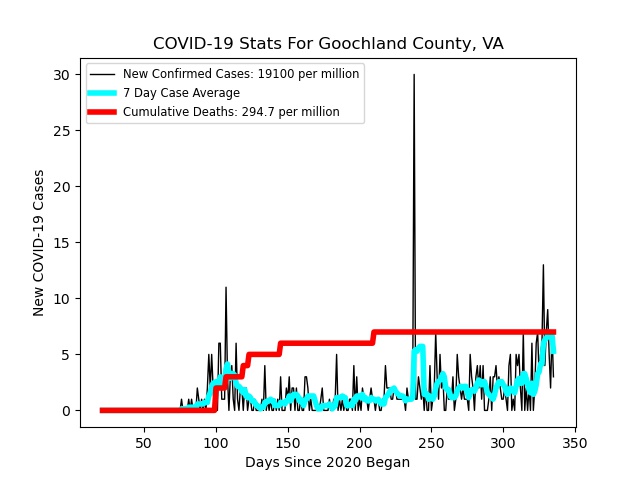 COVID-19 Stats For Goochland County, VA
New Confirmed Cases: 19100 per million
7 Day Case Average
Cumulative Deaths: 294.7 per million
New COVID-19 Cases
30
25
20
15
10
5
0
50
100
150
200
250
300
350
Days Since 2020 Began